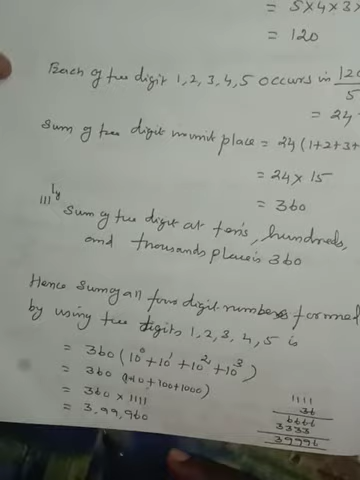 = 5 × 4 × 3 ×
= 120
Each of the digit 1, 2, 3, 4, 5 occurs in 120/5
= 24
Sum of the digit in unit place = 24 (1+2+3+
= 24 × 15
= 360
|||ly Sum of the digit at ten's, hundreds,
and thousands place is 360
Hence Sum of all four digit numbers formed
by using the digits 1, 2, 3, 4, 5 is
= 360 (10⁰ + 10¹ + 10² + 10³)
= 360 (1+10+100+1000)
= 360 × 1111
= 3,99,960
1111
36
6666
3333
39996